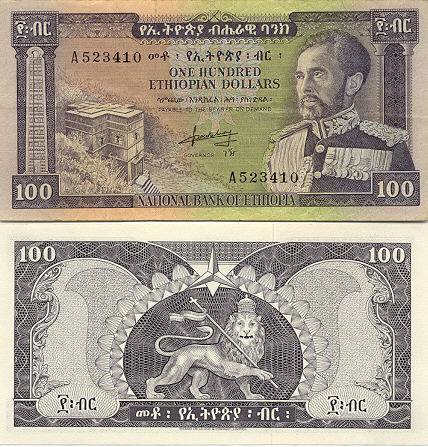 የኢትዮጵያ ብሔራዊ ባንክ
፻፡ብር
፻፡ብር
A523410
መቶ ፡ የኢትዮጵያ ፡ ብር ፡
ONE HUNDRED
ETHIOPIAN DOLLARS
PAYABLE TO THE BEARER ON DEMAND
GOVERNOR
A523410
100
NATIONAL BANK OF ETHIOPIA
100
100
100
፻፡ብር
፻፡ብር
መቶ ፡ የኢትዮጵያ ፡ ብር ፡